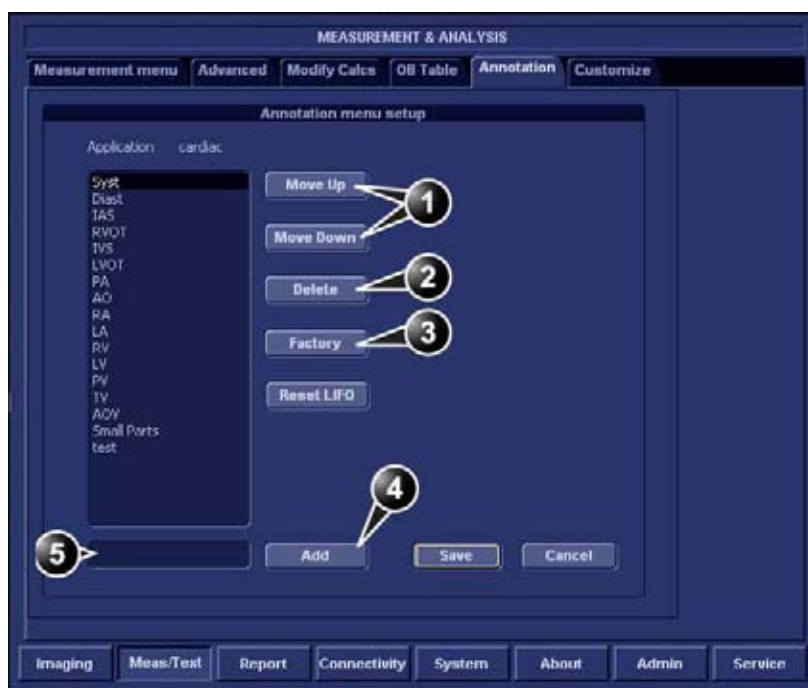 MEASUREMENT & ANALYSIS
Measurement menu Advanced Modify Calcs OB Table Annotation Customize
Annotation menu setup
Application cardiac
Syst
Diast
IAS
RVOT
IVS
LVOT
PA
AO
RA
LA
RV
LV
PV
TV
AOV
Small Parts
test
Move Up
1
Move Down
Delete
2
Factory
3
Reset LIFO
4
5
Add Save Cancel
Imaging Meas/Text Report Connectivity System About Admin Service